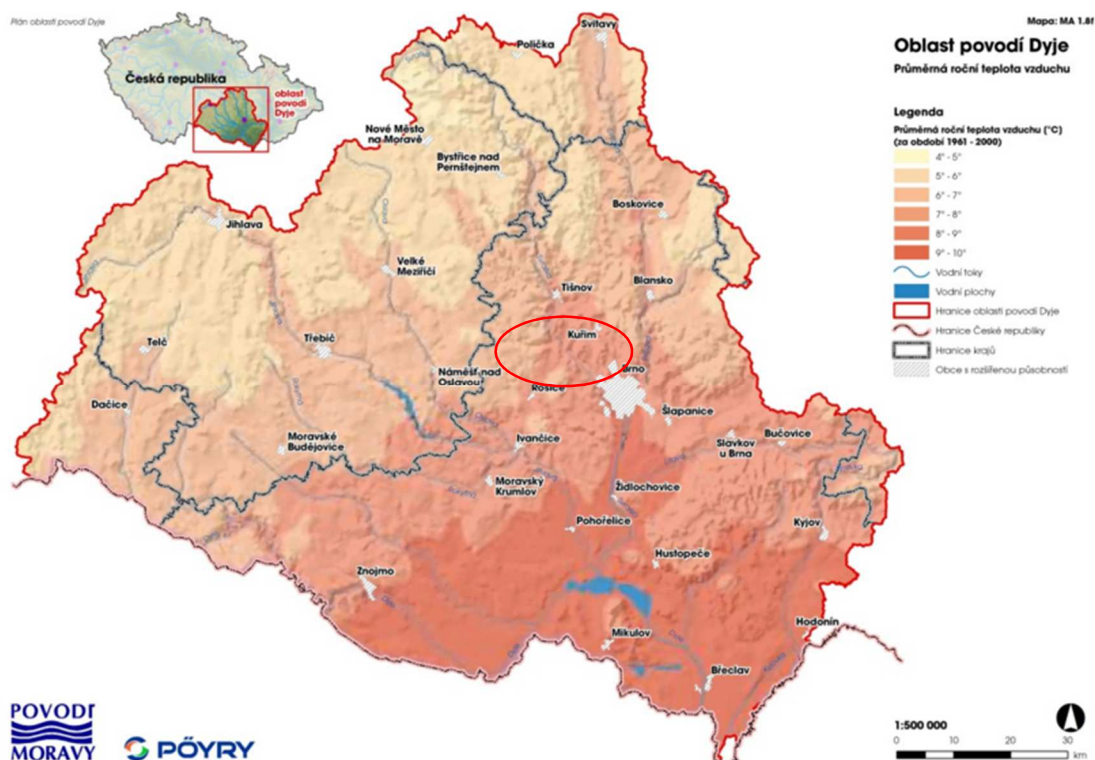 Plán oblasti povodí Dyje
Mapa: MA 1.8f
Oblast povodí Dyje
Průměrná roční teplota vzduchu
Česká republika
oblast
povodí
Dyje
Legenda
Průměrná roční teplota vzduchu (°C)
(za období 1961 - 2000)
4° - 5°
5° - 6°
6° - 7°
7° - 8°
8° - 9°
9° - 10°
Vodní toky
Vodní plochy
Hranice oblasti povodí Dyje
Hranice České republiky
Hranice krajů
Obce s rozšířenou působností
Svitavy
Polička
Nové Město
na Moravě
Bystřice nad
Pernštejnem
Boskovice
Jihlava
Velké
Meziříčí
Tišnov
Blansko
Kuřim
Telč
Třebíč
Náměšť nad
Oslavou
Brno
Rosice
Dačice
Šlapanice
Moravské
Budějovice
Ivančice
Slavkov
u Brna
Bučovice
Moravský
Krumlov
Židlochovice
Pohořelice
Kyjov
Hustopeče
Znojmo
Hodonín
Mikulov
Břeclav
POVODÍ
MORAVY
PÖYRY
1:500 000
0 10 20 30
km